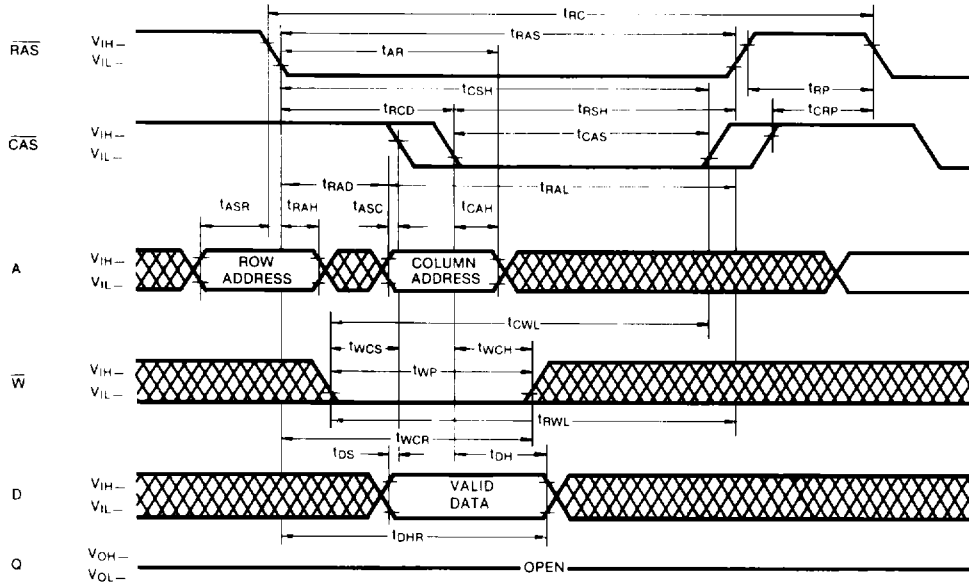 tRC
RAS
VIH
VIL
tRAS
tAR
tCSH
tRP
tRCD
tRSH
tCRP
CAS
VIH
VIL
tCAS
tRAD
tRAL
tASR
tRAH
tASC
tCAH
A
VIH
VIL
ROW ADDRESS
COLUMN ADDRESS
tCWL
tWCS
tWCH
W
VIH
VIL
tWP
tRWL
tWCR
tDS
tDH
D
VIH
VIL
VALID DATA
tDHR
Q
VOH
VOL
OPEN